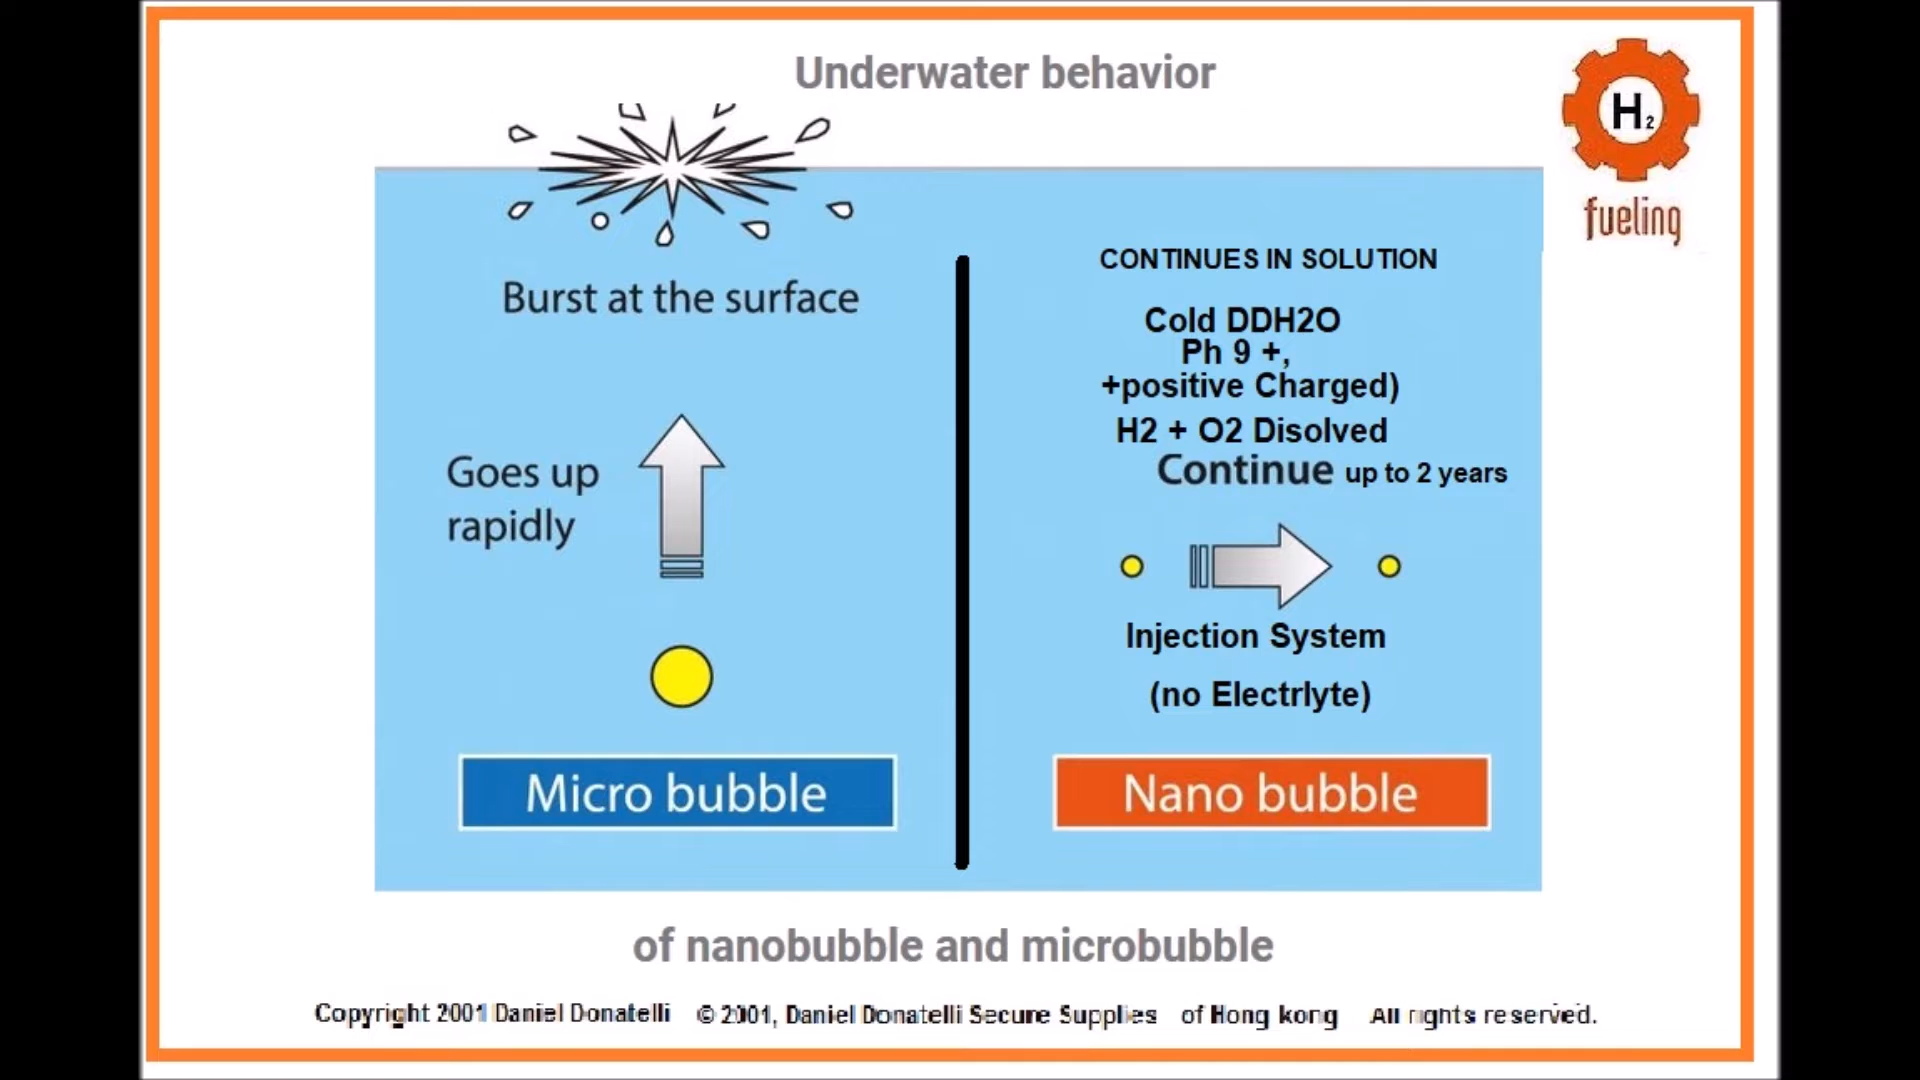 Underwater behavior
H2
fueling
Burst at the surface
Goes up
rapidly
Micro bubble
CONTINUES IN SOLUTION
Cold DDH2O
Ph 9 +,
+positive Charged)
H2 + O2 Disolved
Continue up to 2 years
Injection System
(no Electrlyte)
Nano bubble
of nanobubble and microbubble
Copyright 2001 Daniel Donatelli © 2001, Daniel Donatelli Secure Supplies of Hong kong All rights reserved.